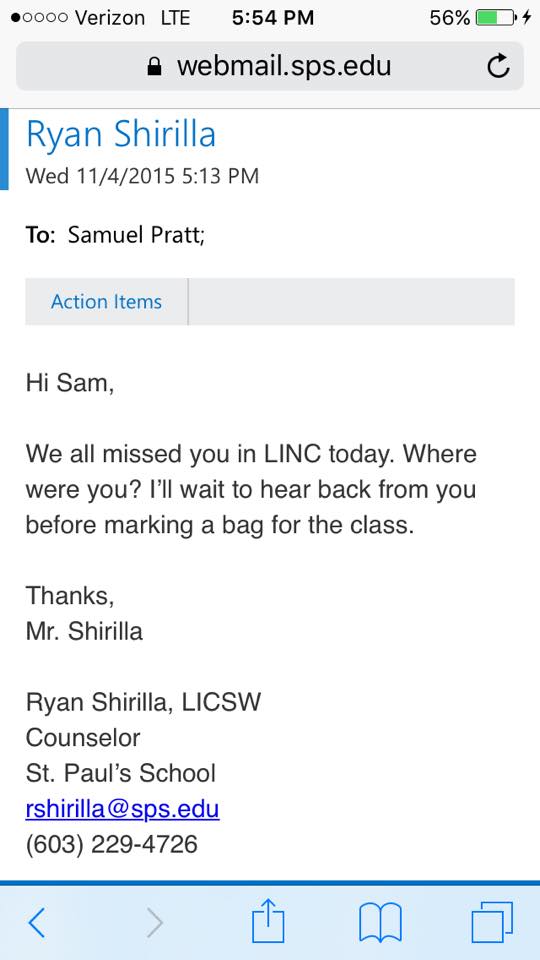 Verizon LTE 5:54 PM 56%
webmail.sps.edu
Ryan Shirilla
Wed 11/4/2015 5:13 PM
To: Samuel Pratt;
Action Items
Hi Sam,
We all missed you in LINC today. Where
were you? I'll wait to hear back from you
before marking a bag for the class.
Thanks,
Mr. Shirilla
Ryan Shirilla, LICSW
Counselor
St. Paul's School
rshirilla@sps.edu
(603) 229-4726